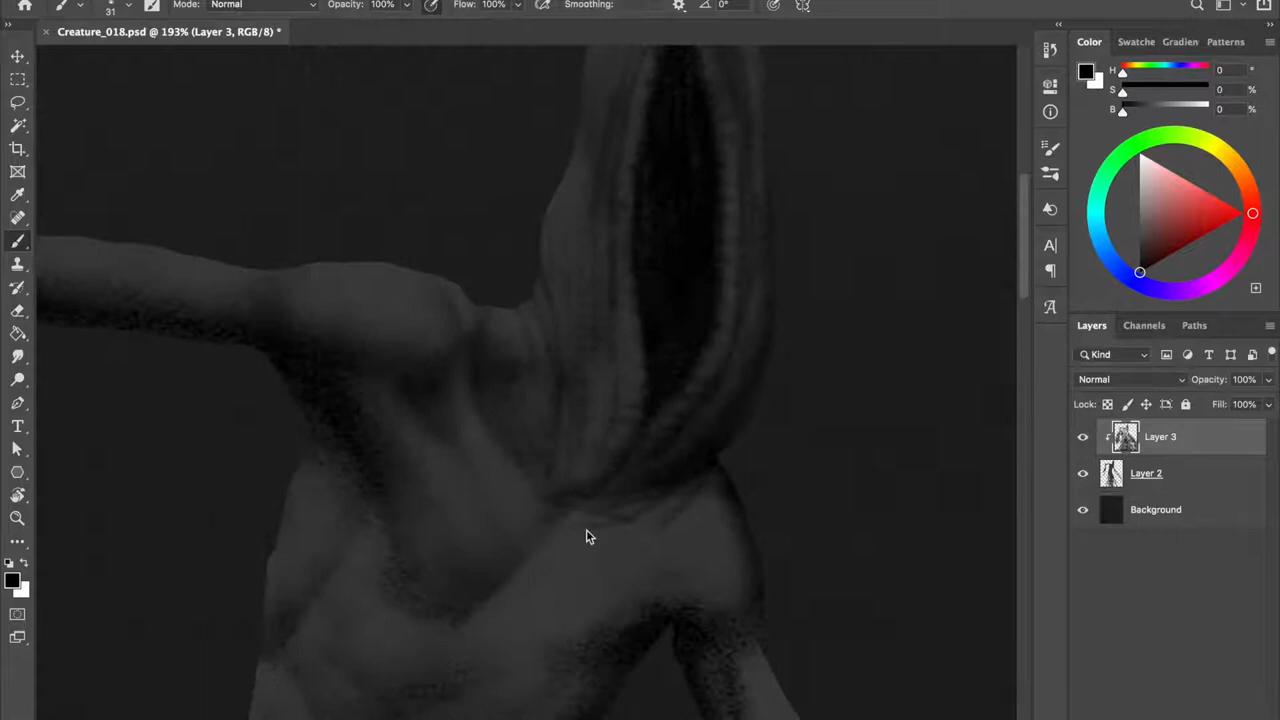 31 Mode: Normal Opacity: 100% Flow: 100% Smoothing: 0°
Creature_018.psd @ 193% (Layer 3, RGB/8) *
Color Swatche Gradien Patterns
H 0 °
S 0 %
B 0 %
Layers Channels Paths
Kind
Normal Opacity: 100%
Lock: Fill: 100%
Layer 3
Layer 2
Background